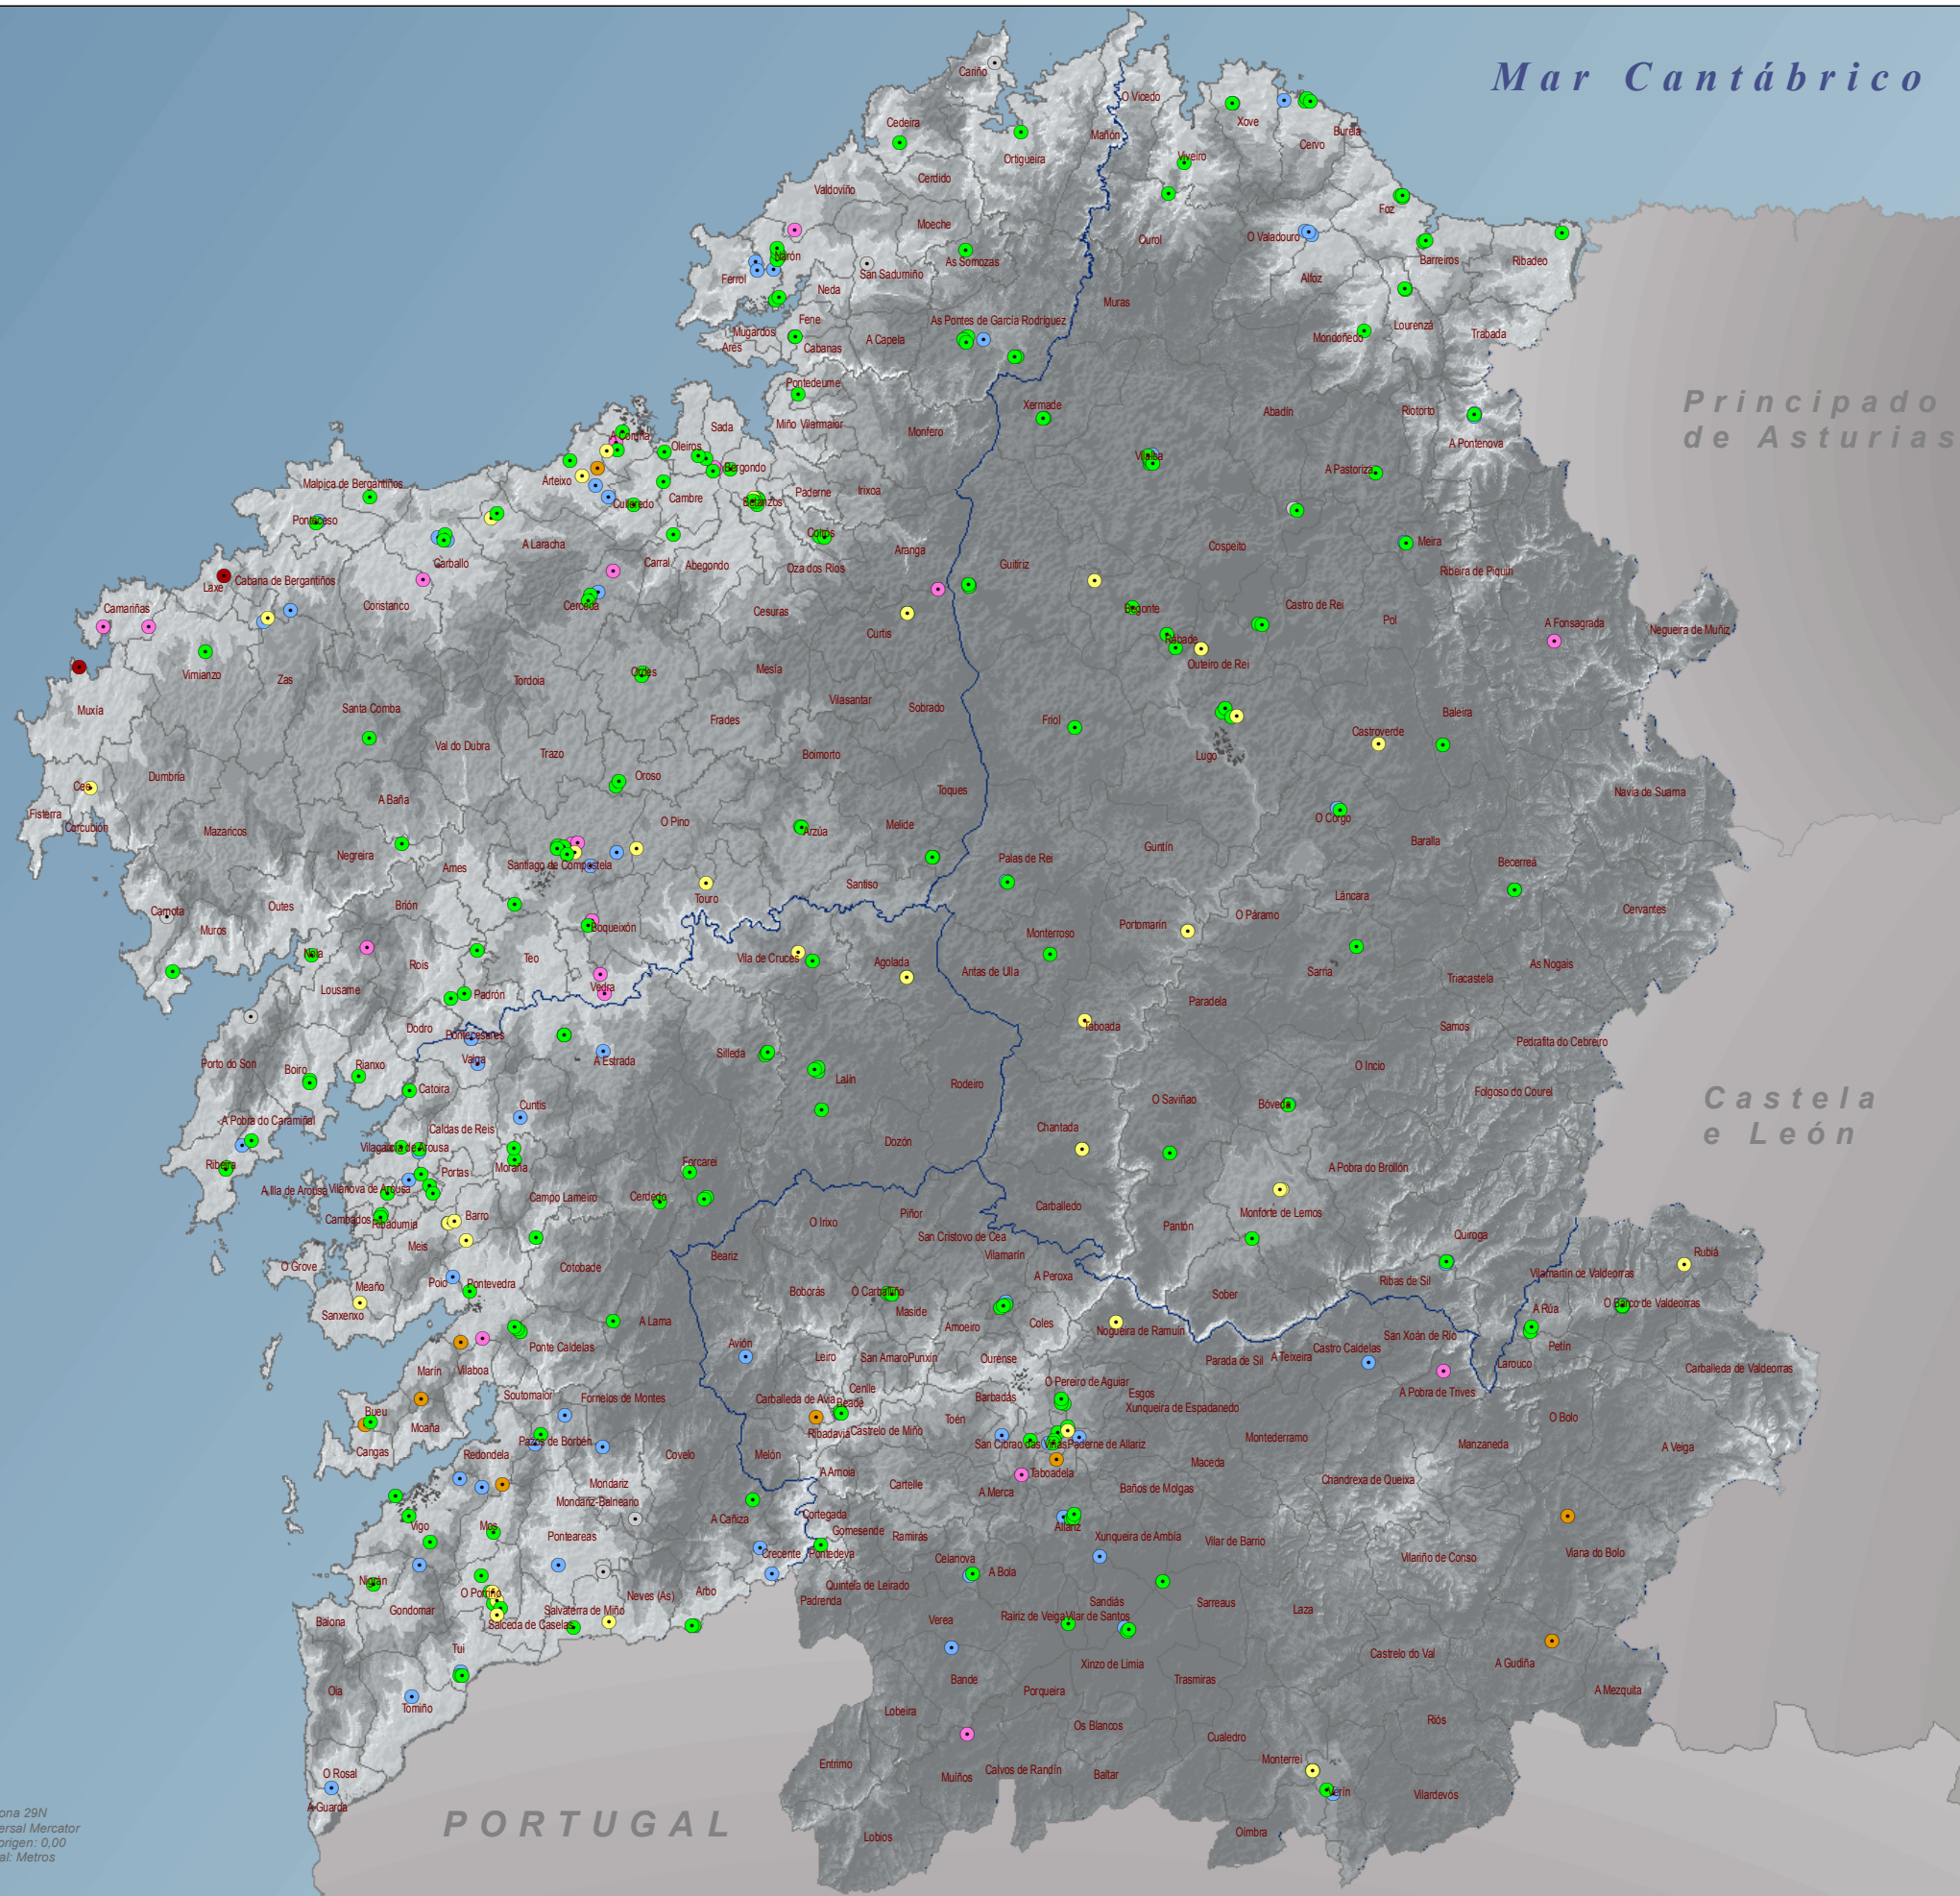 Mar Cantábrico
Cariño
O Vicedo
Cedeira
Xove
Mañón
Burela
Cervo
Ortigueira
Viveiro
Cerdido
Valdoviño
Foz
Moeche
O Valadouro
Ourol
Narón
As Somozas
Barreiros
Ribadeo
San Sadurniño
Ferrol
Alfoz
Neda
Muras
Fene
As Pontes de García Rodríguez
Mugardos
Lourenzá
Trabada
Ares
Cabanas
A Capela
Mondoñedo
Pontedeume
Principado
de Asturias
Xermade
Abadín
Riotorto
Sada
Miño
Vilarmaior
Monfero
A Coruña
Oleiros
A Pontenova
Vilalba
Bergondo
A Pastoriza
Arteixo
Malpica de Bergantiños
Cambre
Paderne
Irixoa
Culleredo
Betanzos
Ponteceso
Coirós
A Laracha
Meira
Cospeito
Aranga
Carballo
Carral
Abegondo
Oza dos Ríos
Guitiriz
Ribeira de Piquín
Laxe
Cabana de Bergantiños
Camariñas
Coristanco
Cerceda
Cesuras
Begonte
Castro de Rei
Pol
A Fonsagrada
Negueira de Muñiz
Curtis
Rábade
Outeiro de Rei
Vimianzo
Zas
Tordoia
Ordes
Mesía
Vilasantar
Sobrado
Muxía
Santa Comba
Frades
Friol
Baleira
Castroverde
Val do Dubra
Trazo
Boimorto
Lugo
Dumbría
Oroso
Cee
Toques
Navia de Suarna
A Baña
Fisterra
Corcubión
Mazaricos
O Pino
Arzúa
Melide
O Corgo
Baralla
Negreira
Guntín
Palas de Rei
Becerreá
Ames
Santiago de Compostela
Santiso
Láncara
Touro
Outes
Brión
Carnota
Cervantes
O Páramo
Muros
Boqueixón
Portomarín
Monterroso
Noia
Rois
Teo
Vila de Cruces
Agolada
Antas de Ulla
Sarria
As Nogais
Triacastela
Lousame
Vedra
Padrón
Paradela
Dodro
Pontecesures
Taboada
Samos
Pedrafita do Cebreiro
Porto do Son
Boiro
Rianxo
Valga
A Estrada
Silleda
Lalín
Rodeiro
O Incio
Catoira
Folgoso do Courel
Castela
e León
Cuntis
O Saviñao
Bóveda
A Pobra do Caramiñal
Caldas de Reis
Chantada
Dozón
Vilagarcía de Arousa
Ribeira
Portas
Moraña
Forcarei
A Pobra do Brollón
A Illa de Arousa
Vilanova de Arousa
Campo Lameiro
Cerdedo
Carballedo
Monforte de Lemos
Cambados
Ribadumia
Barro
O Irixo
Piñor
Pantón
Meis
San Cristovo de Cea
Quiroga
Beariz
Vilamarín
Rubiá
O Grove
Cotobade
A Peroxa
Vilamartín de Valdeorras
Poio
Pontevedra
Meaño
Boborás
O Carballiño
Ribas de Sil
Sober
O Barco de Valdeorras
Sanxenxo
A Lama
Maside
A Rúa
Amoeiro
Coles
Nogueira de Ramuín
San Xoán de Río
Ponte Caldelas
Avión
Castro Caldelas
Petín
Leiro
San Amaro
Punxín
Ourense
Parada de Sil
A Teixeira
Larouco
Marín
Vilaboa
Carballeda de Valdeorras
O Pereiro de Aguiar
Cenlle
Soutomaior
Fornelos de Montes
Carballeda de Avia
Beade
Barbadás
Esgos
A Pobra de Trives
Xunqueira de Espadanedo
Bueu
Moaña
O Bolo
Toén
Castrelo de Miño
Ribadavia
Montederramo
Pazos de Borbén
San Cibrao das Viñas
Paderne de Allariz
Manzaneda
A Veiga
Cangas
Redondela
Covelo
Melón
Maceda
A Arnoia
Taboadela
Chandrexa de Queixa
Mondariz
Cartelle
A Merca
Baños de Molgas
Mondariz-Balneario
A Cañiza
Cortegada
Vigo
Mos
Ponteareas
Gomesende
Ramirás
Allariz
Xunqueira de Ambía
Vilar de Barrio
Viana do Bolo
Crecente
Pontedeva
Celanova
Vilariño de Conso
A Bola
Nigrán
O Porriño
Neves (As)
Arbo
Quintela de Leirado
Padrenda
Sandiás
Sarreaus
Gondomar
Salvaterra de Miño
Laza
Baiona
Salceda de Caselas
Verea
Rairiz de Veiga
Vilar de Santos
Tui
Castrelo do Val
Xinzo de Limia
A Gudiña
Bande
Trasmiras
Oia
Porqueira
A Mezquita
Tomiño
Lobeira
Os Blancos
Riós
Cualedro
Monterrei
Entrimo
Calvos de Randín
Baltar
O Rosal
Muíños
Verín
Vilardevós
A Guarda
PORTUGAL
Oímbra
Lobios
ona 29N
ersal Mercator
origen: 0,00
al: Metros